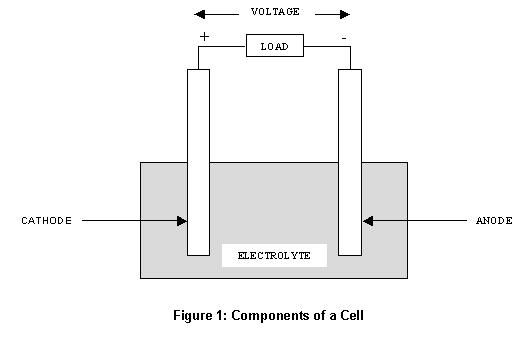 VOLTAGE
+ -
LOAD
CATHODE
ANODE
ELECTROLYTE
Figure 1: Components of a Cell